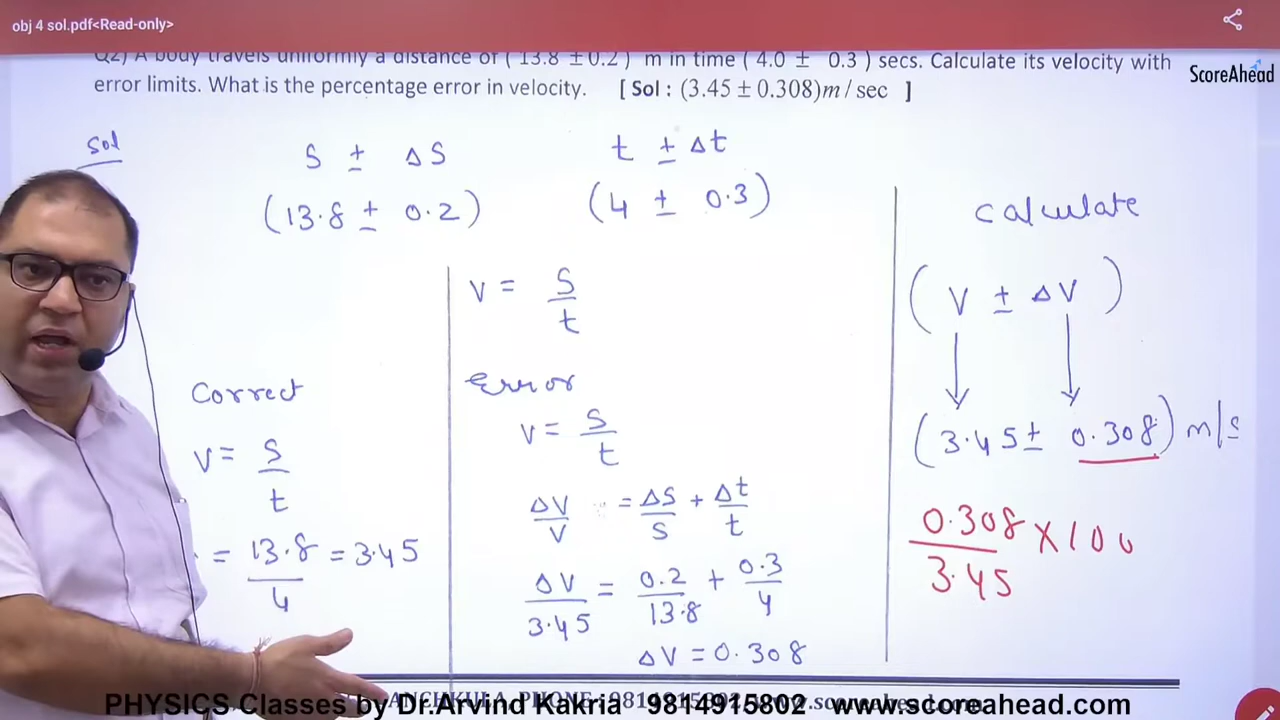 obj 4 sol.pdf<Read-only>
ScoreAhead
Q2) A body travels uniformly a distance of ( 13.8 ± 0.2 ) m in time ( 4.0 ± 0.3 ) secs. Calculate its velocity with
error limits. What is the percentage error in velocity. [ Sol : (3.45 ± 0.308)m / sec ]
Sol
S ± ΔS
t ± Δt
(13.8 ± 0.2)
(4 ± 0.3)
Correct
V = S/t
= 13.8/4 = 3.45
V = S/t
Error
V = S/t
ΔV/V = ΔS/S + Δt/t
ΔV/3.45 = 0.2/13.8 + 0.3/4
ΔV = 0.308
Calculate
(V ± ΔV)
(3.45 ± 0.308) m/s
0.308/3.45 × 100
PHYSICS Classes by Dr.Arvind Kakria 9814915802 www.scoreahead.com